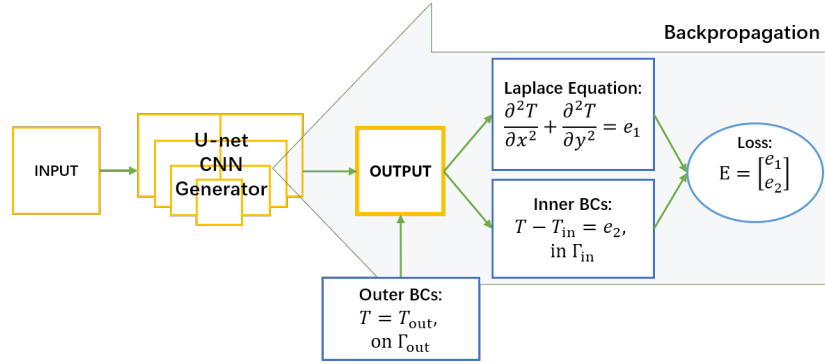 Backpropagation
INPUT
U-net
CNN
Generator
OUTPUT
Laplace Equation:
∂²T/∂x² + ∂²T/∂y² = e₁
Inner BCs:
T − T_in = e₂,
in Γ_in
Loss:
E = [e₁ e₂]
Outer BCs:
T = T_out,
on Γ_out